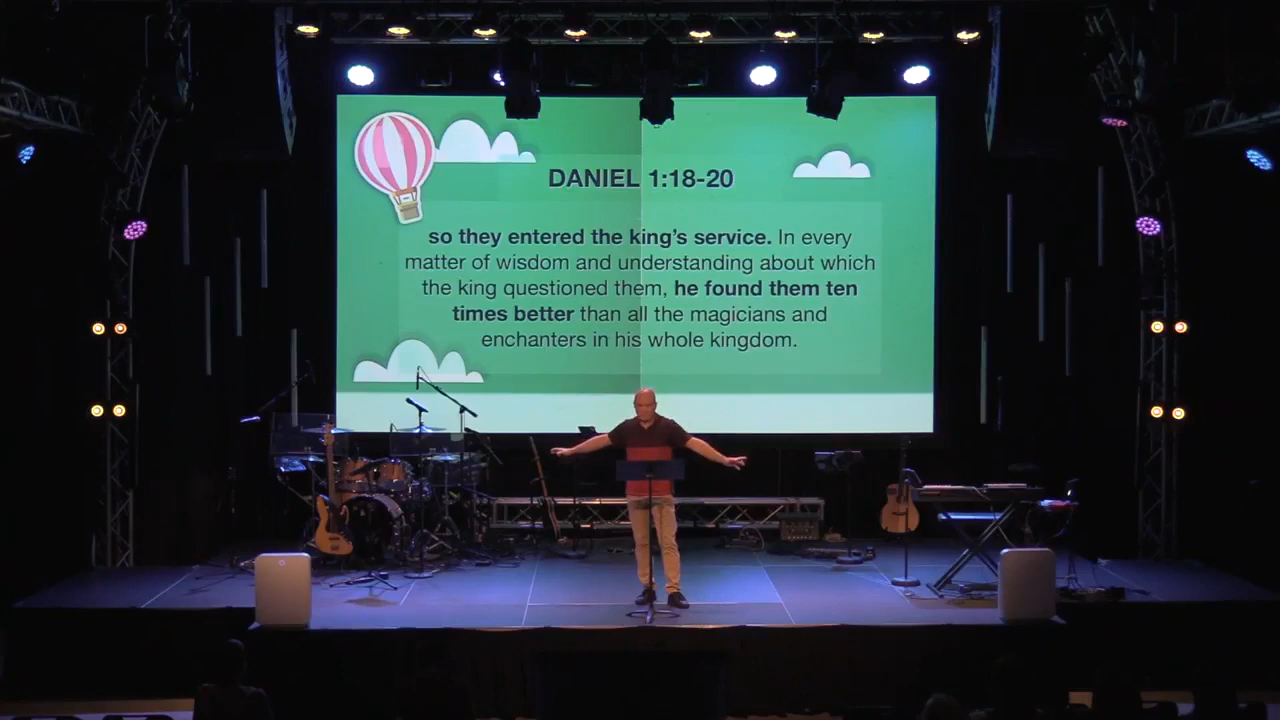 DANIEL 1:18-20
so they entered the king's service. In every
matter of wisdom and understanding about which
the king questioned them, he found them ten
times better than all the magicians and
enchanters in his whole kingdom.